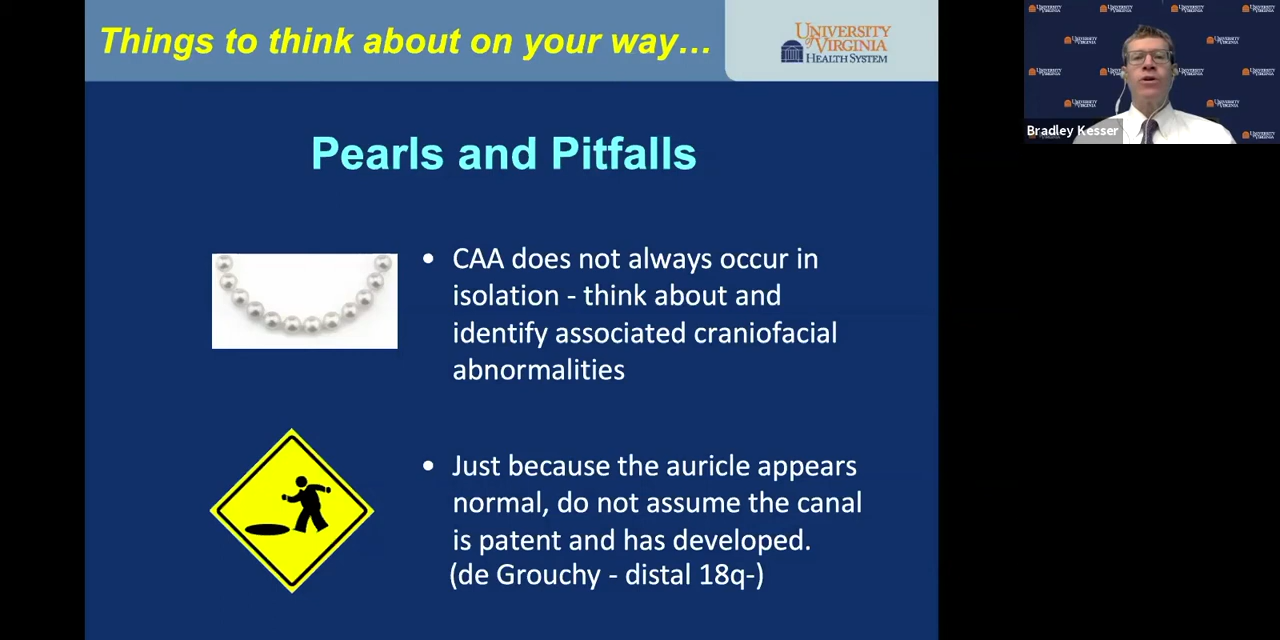 Things to think about on your way...
UNIVERSITY
of VIRGINIA
HEALTH SYSTEM
Bradley Kesser
Pearls and Pitfalls
• CAA does not always occur in
isolation - think about and
identify associated craniofacial
abnormalities
• Just because the auricle appears
normal, do not assume the canal
is patent and has developed.
(de Grouchy - distal 18q-)